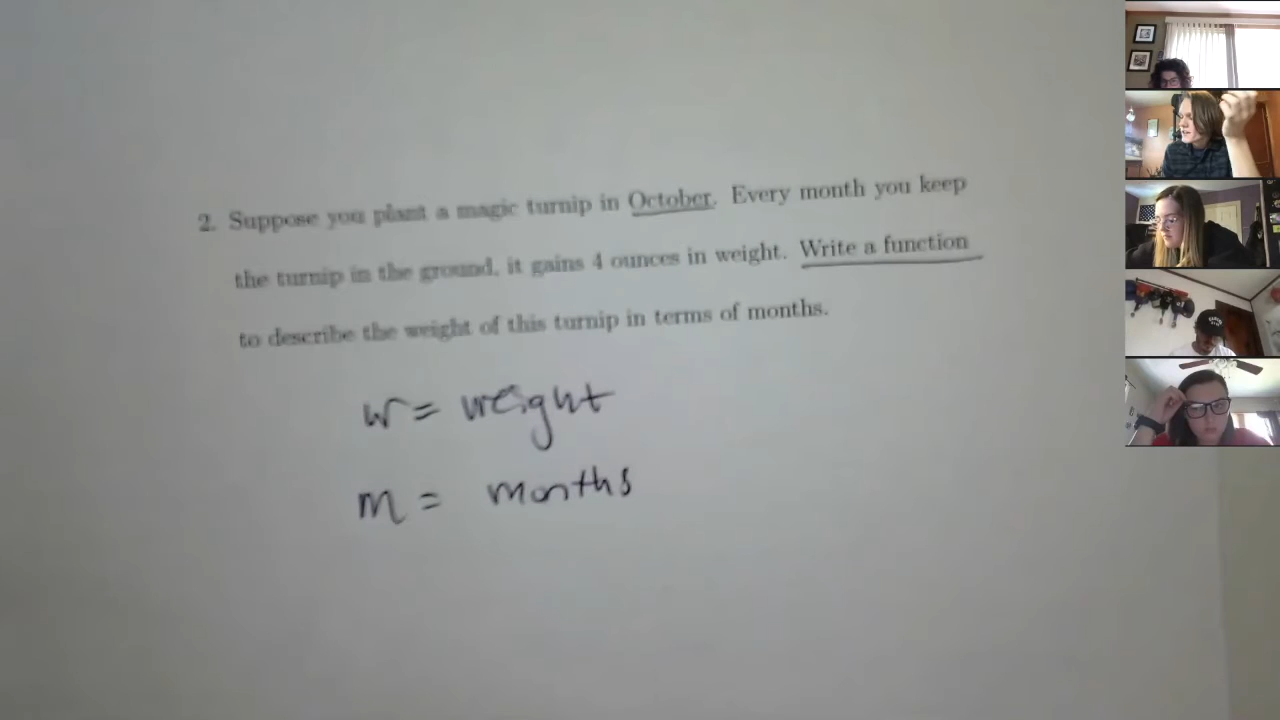 2. Suppose you plant a magic turnip in October. Every month you keep
the turnip in the ground, it gains 4 ounces in weight. Write a function
to describe the weight of this turnip in terms of months.
w = weight
m = months